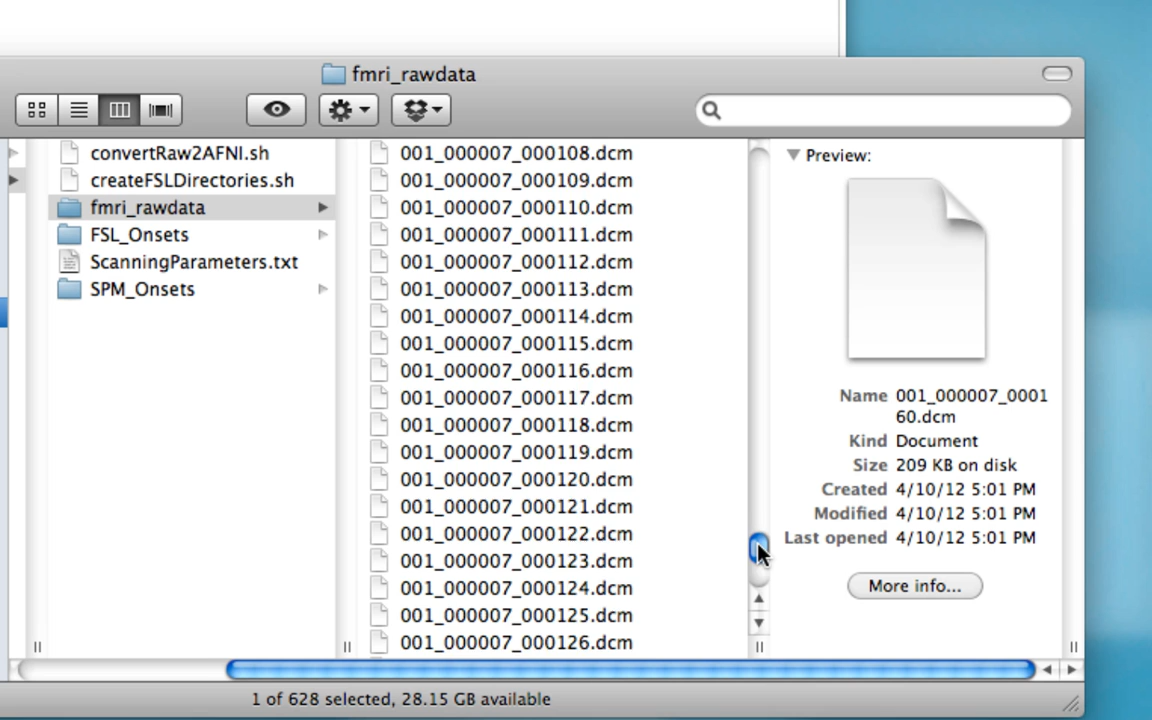 fmri_rawdata
convertRaw2AFNI.sh
createFSLDirectories.sh
fmri_rawdata
FSL_Onsets
ScanningParameters.txt
SPM_Onsets
001_000007_000108.dcm
001_000007_000109.dcm
001_000007_000110.dcm
001_000007_000111.dcm
001_000007_000112.dcm
001_000007_000113.dcm
001_000007_000114.dcm
001_000007_000115.dcm
001_000007_000116.dcm
001_000007_000117.dcm
001_000007_000118.dcm
001_000007_000119.dcm
001_000007_000120.dcm
001_000007_000121.dcm
001_000007_000122.dcm
001_000007_000123.dcm
001_000007_000124.dcm
001_000007_000125.dcm
001_000007_000126.dcm
Preview:
Name 001_000007_0001
60.dcm
Kind Document
Size 209 KB on disk
Created 4/10/12 5:01 PM
Modified 4/10/12 5:01 PM
Last opened 4/10/12 5:01 PM
More info...
1 of 628 selected, 28.15 GB available